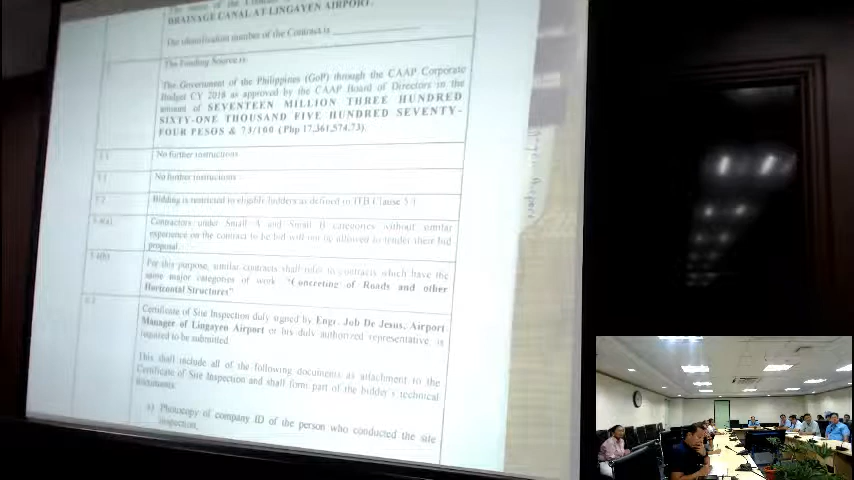 DRAINAGE CANAL AT LINGAYEN AIRPORT.
The identification number of the Contract is
The Funding Source is:
The Government of the Philippines (GoP) through the CAAP Corporate
Budget CY 2018 as approved by the CAAP Board of Directors in the
amount of SEVENTEEN MILLION THREE HUNDRED
SIXTY-ONE THOUSAND FIVE HUNDRED SEVENTY-
FOUR PESOS & 73/100 (Php 17,361,574.73).
No further instructions
No further instructions
Bidding is restricted to eligible bidders as defined in ITB Clause 5.1
5.4(a)
Contractors under Small A and Small B categories without similar
experience on the contract to be bid will not be allowed to tender their bid
proposal
5.4(b)
For this purpose, similar contracts shall refer to contracts which have the
same major categories of work "Concreting of Roads and other
Horizontal Structures"
Certificate of Site Inspection duly signed by Engr. Job De Jesus, Airport
Manager of Lingayen Airport or his duly authorized representative is
required to be submitted
This shall include all of the following documents as attachment to the
Certificate of Site Inspection and shall form part of the bidder's technical
documents:
a) Photocopy of company ID of the person who conducted the site
inspection,